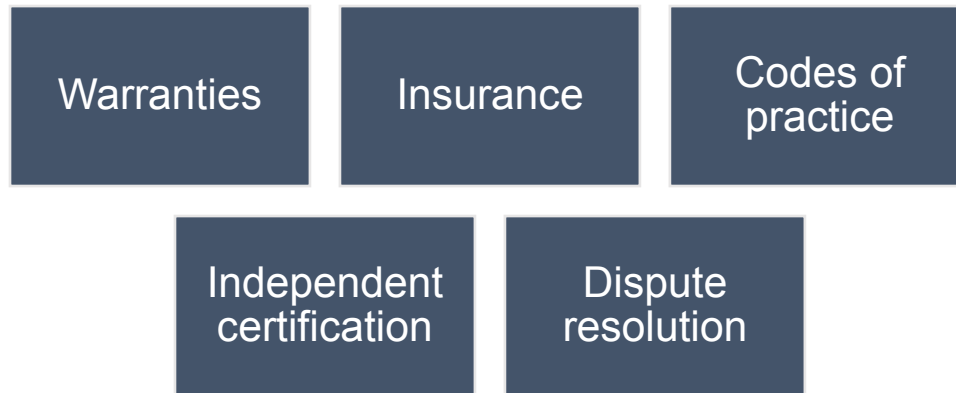 Warranties
Insurance
Codes of
practice
Independent
certification
Dispute
resolution